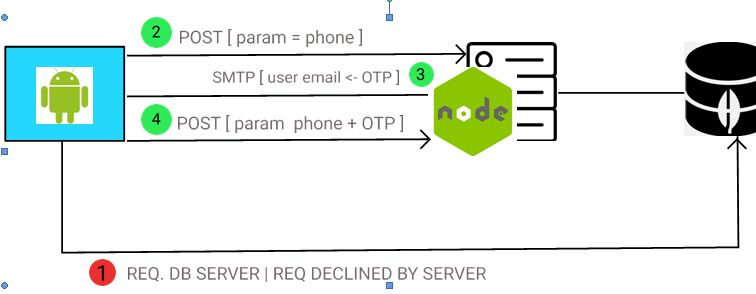 2 POST [ param = phone ]
SMTP [ user email <- OTP ] 3
4 POST [ param phone + OTP ]
node
1 REQ. DB SERVER | REQ DECLINED BY SERVER